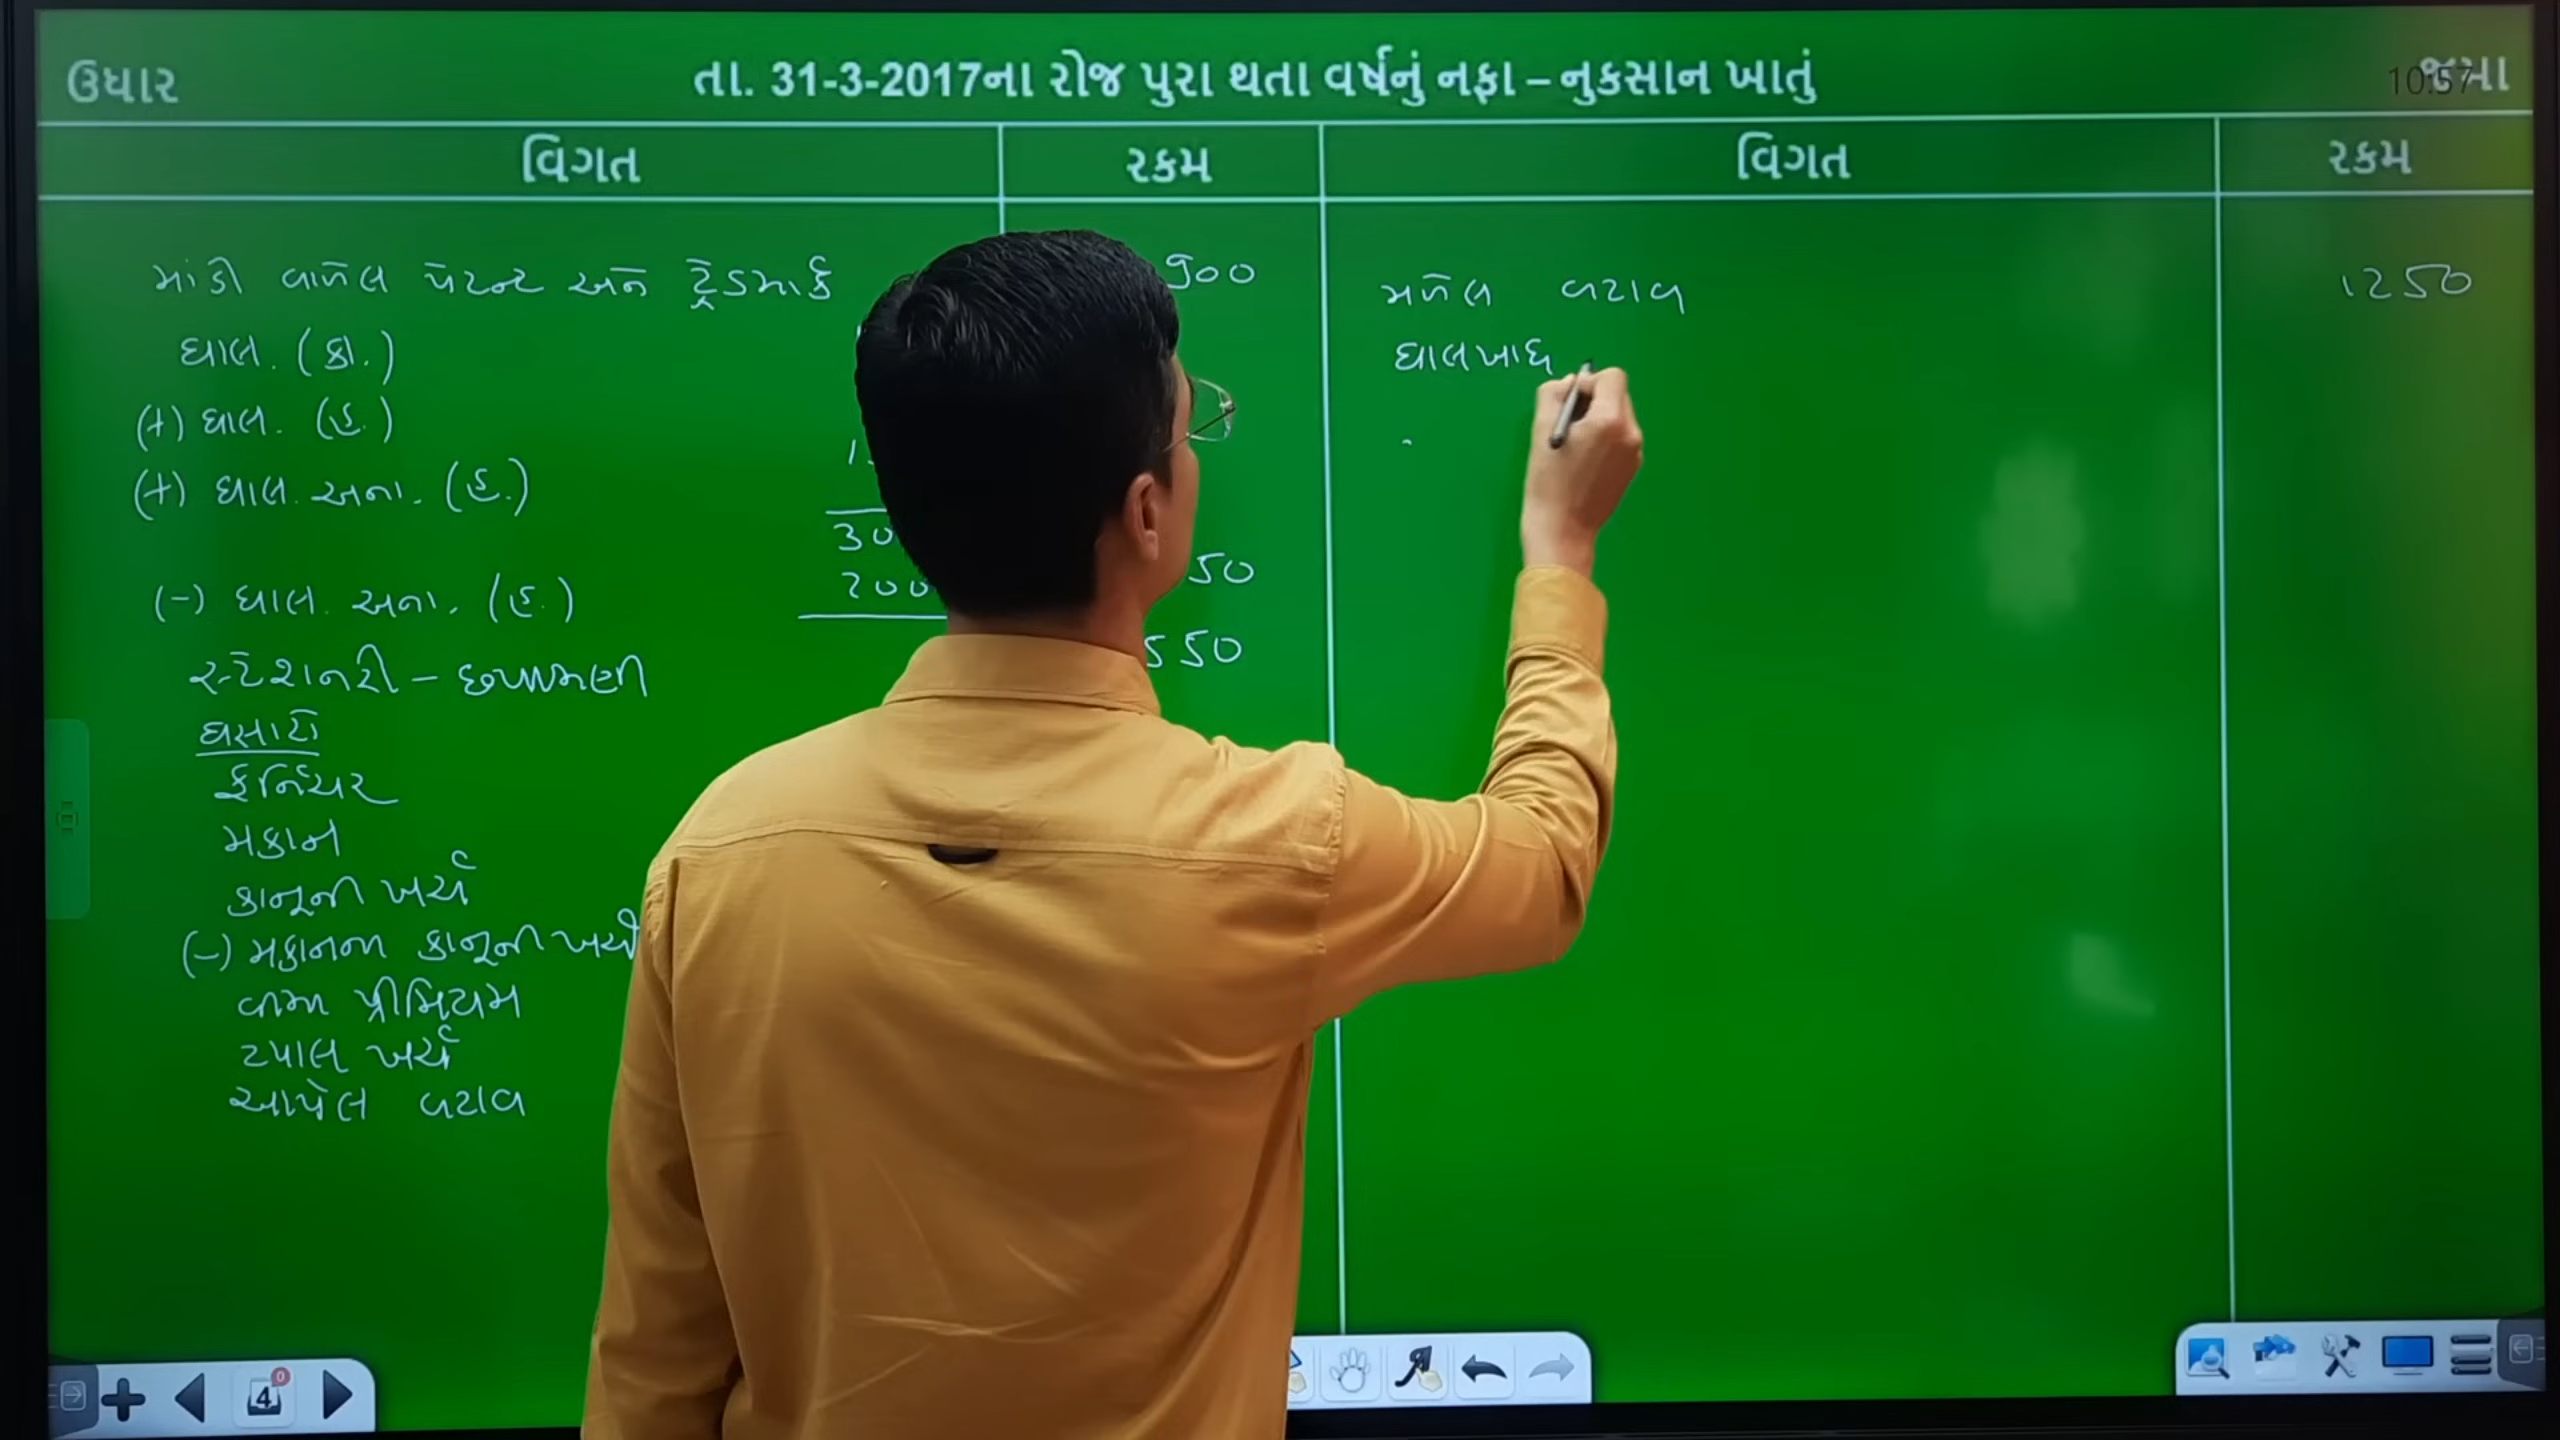 ઉધાર તા. 31-3-2017ના રોજ પુરા થતા વર્ષનું નફા – નુકસાન ખાતું જમા
10:57
વિગત રકમ વિગત રકમ
માંડી વાળેલ પેટન્ટ અને ટ્રેડમાર્ક 900
ઘાલ. (કા.)
(+) ઘાલ. (હ.)
(+) ઘાલ. અના. (હ.)
30
200 50
(-) ઘાલ. અના. (હ.)
સ્ટેશનરી – છપામણી 550
ઘસારો
ફર્નિચર
મકાન
કાનૂની ખર્ચ
(-) મકાનના કાનૂની ખર્ચ
વીમા પ્રીમિયમ
ટપાલ ખર્ચ
આપેલ વટાવ
મળેલ વટાવ 1250
ઘાલખાધ
4
0